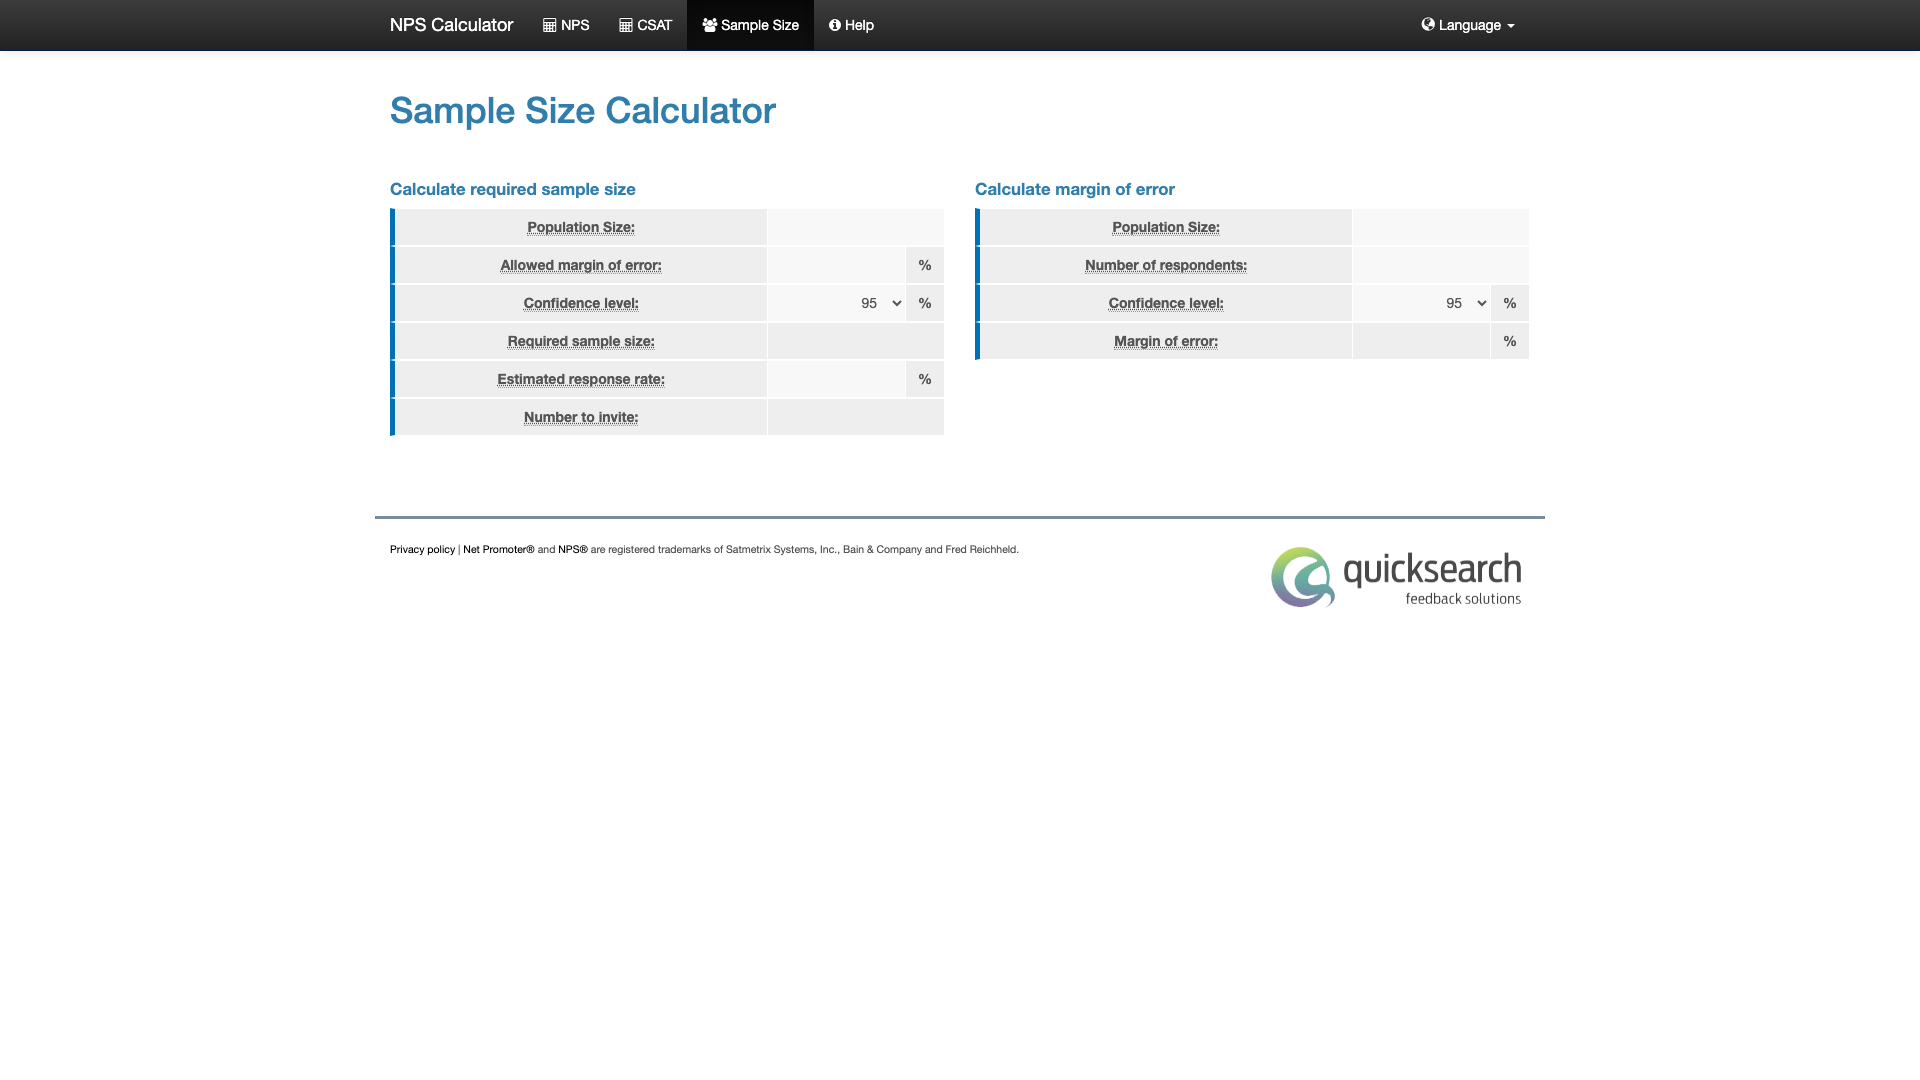 NPS Calculator NPS CSAT Sample Size Help Language
Sample Size Calculator
Calculate required sample size
Population Size:
Allowed margin of error: %
Confidence level: 95 %
Required sample size:
Estimated response rate: %
Number to invite:
Calculate margin of error
Population Size:
Number of respondents:
Confidence level: 95 %
Margin of error: %
Privacy policy | Net Promoter® and NPS® are registered trademarks of Satmetrix Systems, Inc., Bain & Company and Fred Reichheld.
quicksearch
feedback solutions